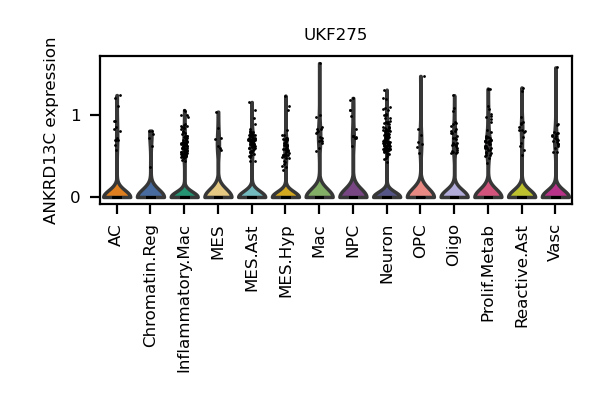 UKF275
ANKRD13C expression
1
0
AC
Chromatin.Reg
Inflammatory.Mac
MES
MES.Ast
MES.Hyp
Mac
NPC
Neuron
OPC
Oligo
Prolif.Metab
Reactive.Ast
Vasc